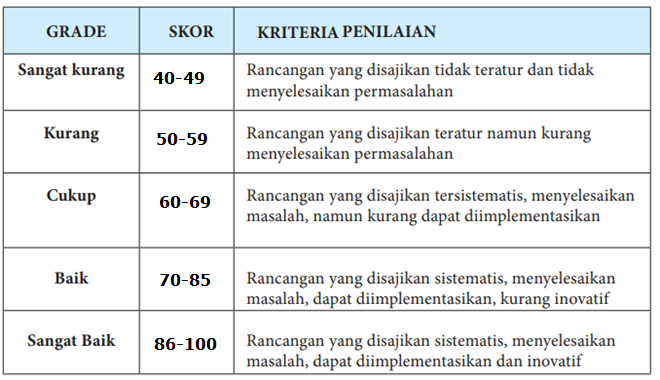 GRADE SKOR KRITERIA PENILAIAN
Sangat kurang 40-49 Rancangan yang disajikan tidak teratur dan tidak
menyelesaikan permasalahan
Kurang 50-59 Rancangan yang disajikan teratur namun kurang
menyelesaikan permasalahan
Cukup 60-69 Rancangan yang disajikan tersistematis, menyelesaikan
masalah, namun kurang dapat diimplementasikan
Baik 70-85 Rancangan yang disajikan sistematis, menyelesaikan
masalah, dapat diimplementasikan, kurang inovatif
Sangat Baik 86-100 Rancangan yang disajikan sistematis, menyelesaikan
masalah, dapat diimplementasikan dan inovatif